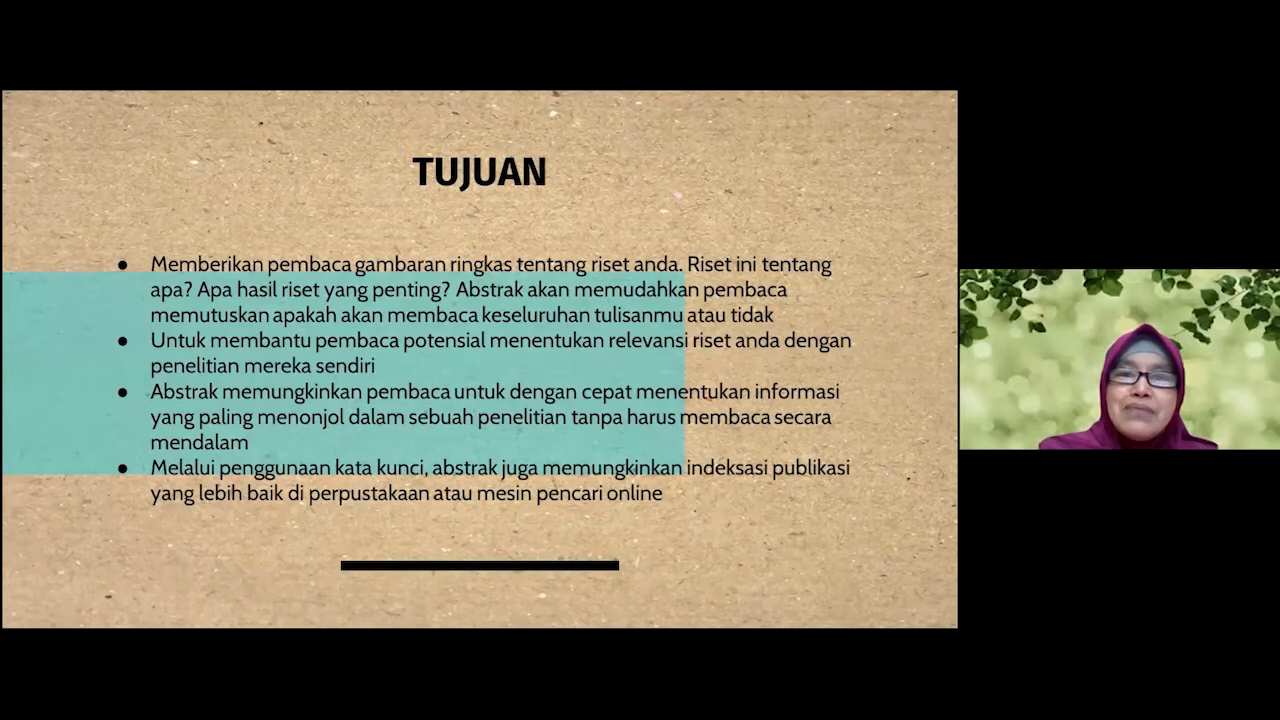 TUJUAN
● Memberikan pembaca gambaran ringkas tentang riset anda. Riset ini tentang
apa? Apa hasil riset yang penting? Abstrak akan memudahkan pembaca
memutuskan apakah akan membaca keseluruhan tulisanmu atau tidak
● Untuk membantu pembaca potensial menentukan relevansi riset anda dengan
penelitian mereka sendiri
● Abstrak memungkinkan pembaca untuk dengan cepat menentukan informasi
yang paling menonjol dalam sebuah penelitian tanpa harus membaca secara
mendalam
● Melalui penggunaan kata kunci, abstrak juga memungkinkan indeksasi publikasi
yang lebih baik di perpustakaan atau mesin pencari online